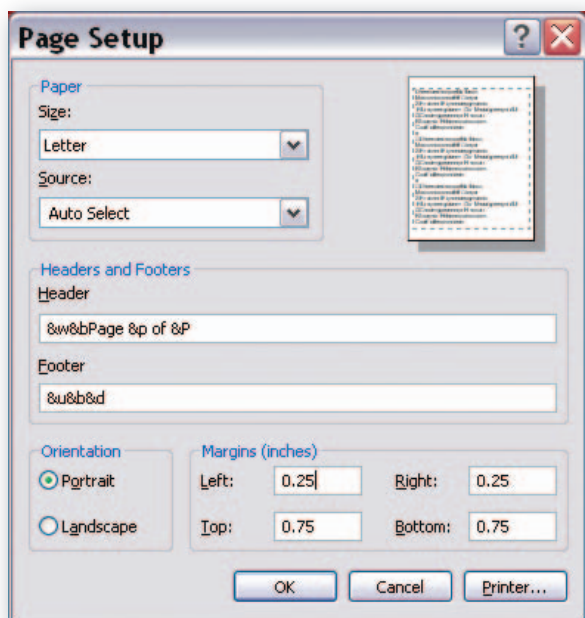 Page Setup
Paper
Size:
Letter
Source:
Auto Select
Headers and Footers
Header
&w&bPage &p of &P
Footer
&u&b&d
Orientation
Portrait
Landscape
Margins (inches)
Left: 0.25 Right: 0.25
Top: 0.75 Bottom: 0.75
OK Cancel Printer...